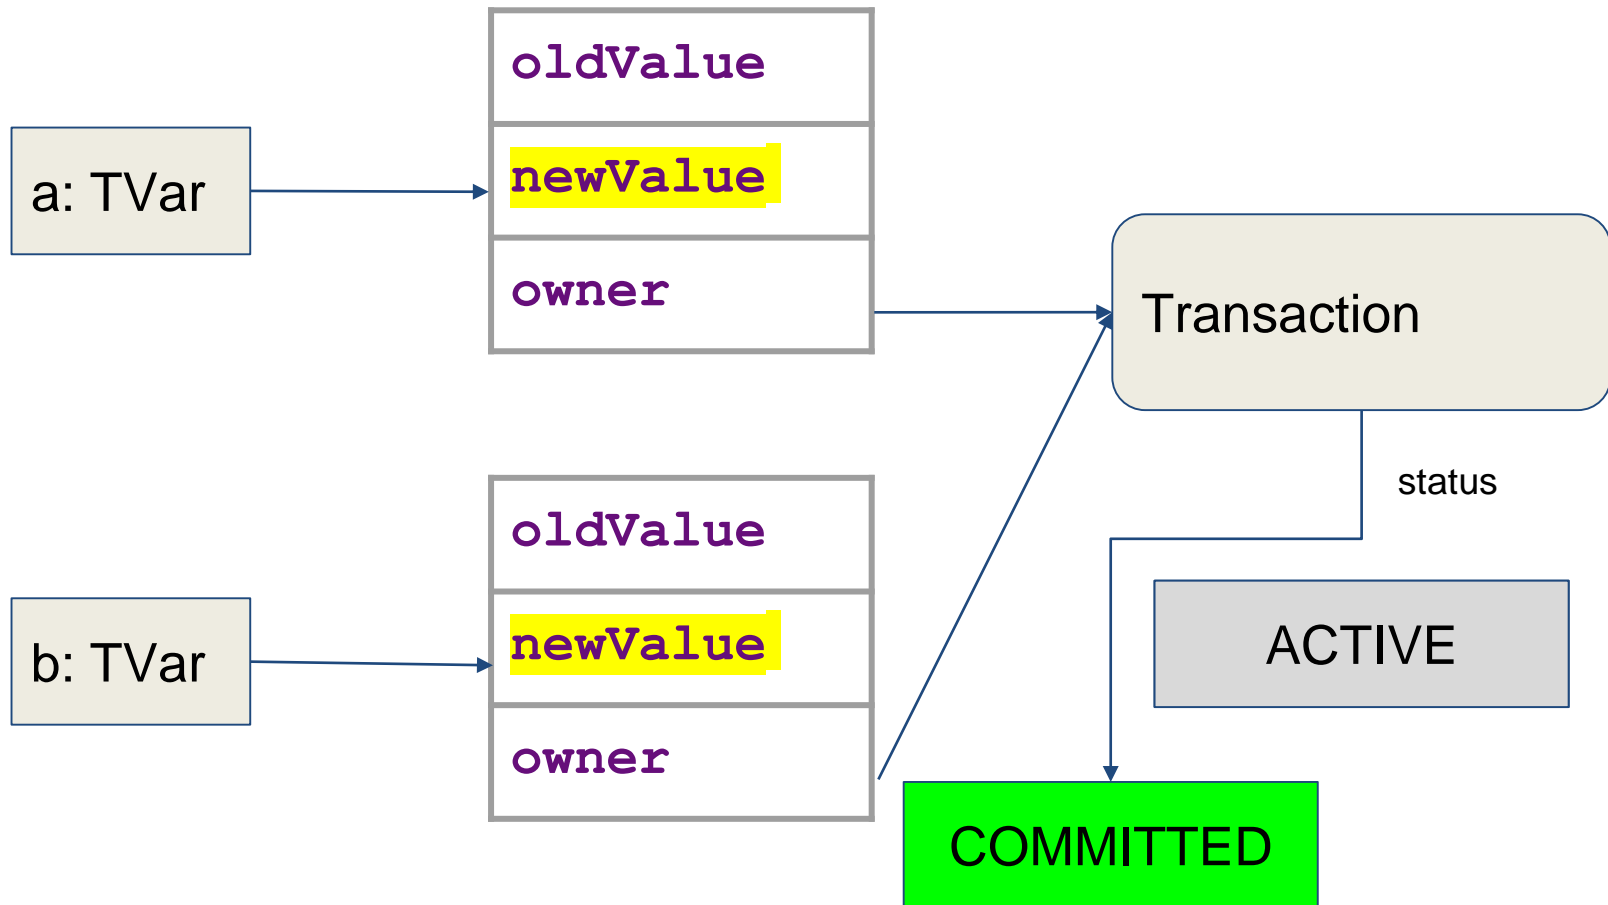 oldValue
newValue
owner
a: TVar
Transaction
status
oldValue
newValue
owner
b: TVar
ACTIVE
COMMITTED